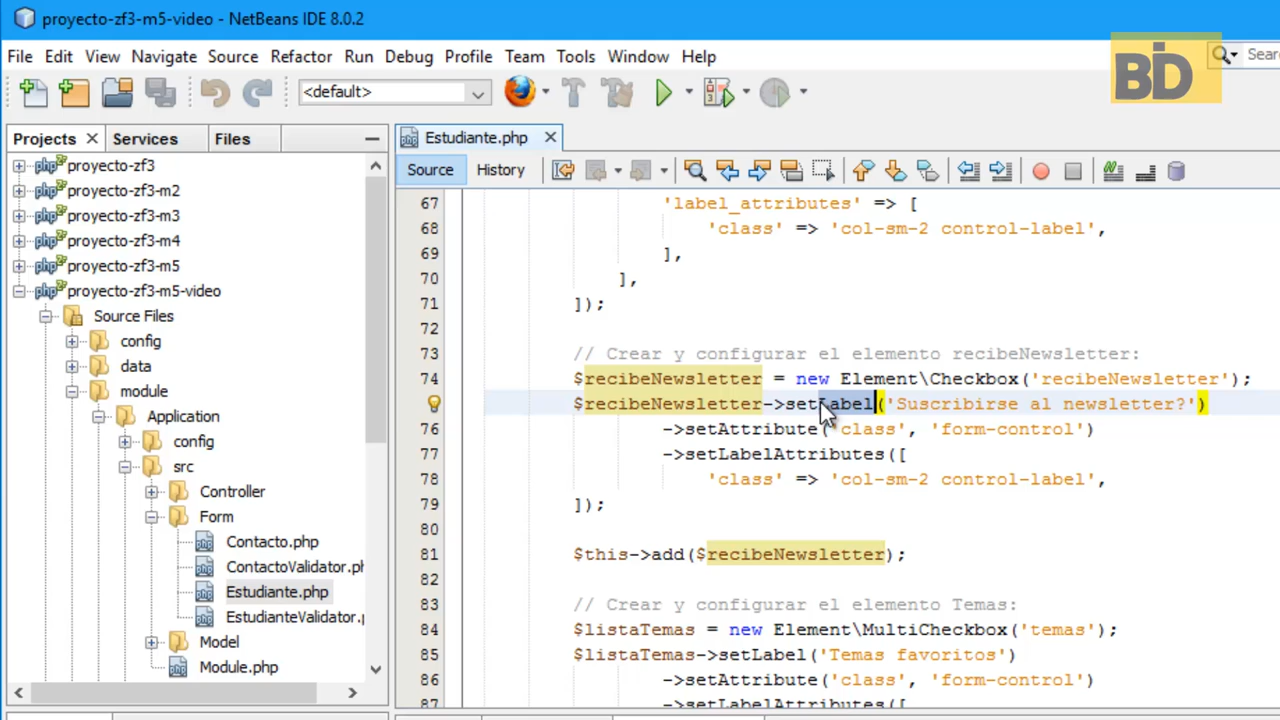 proyecto-zf3-m5-video - NetBeans IDE 8.0.2
File Edit View Navigate Source Refactor Run Debug Profile Team Tools Window Help
BD
<default>
Projects Services Files
Estudiante.php
Source History
proyecto-zf3
proyecto-zf3-m2
proyecto-zf3-m3
proyecto-zf3-m4
proyecto-zf3-m5
proyecto-zf3-m5-video
Source Files
config
data
module
Application
config
src
Controller
Form
Contacto.php
ContactoValidator.ph
Estudiante.php
EstudianteValidator.p
Model
Module.php
67 'label_attributes' => [
68 'class' => 'col-sm-2 control-label',
69 ],
70 ],
71 ]);
72
73 // Crear y configurar el elemento recibeNewsletter:
74 $recibeNewsletter = new Element\Checkbox('recibeNewsletter');
$recibeNewsletter->setLabel('Suscribirse al newsletter?')
76 ->setAttribute('class', 'form-control')
77 ->setLabelAttributes([
78 'class' => 'col-sm-2 control-label',
79 ]);
80
81 $this->add($recibeNewsletter);
82
83 // Crear y configurar el elemento Temas:
84 $listaTemas = new Element\MultiCheckbox('temas');
85 $listaTemas->setLabel('Temas favoritos')
86 ->setAttribute('class', 'form-control')
87 ->setLabelAttributes([